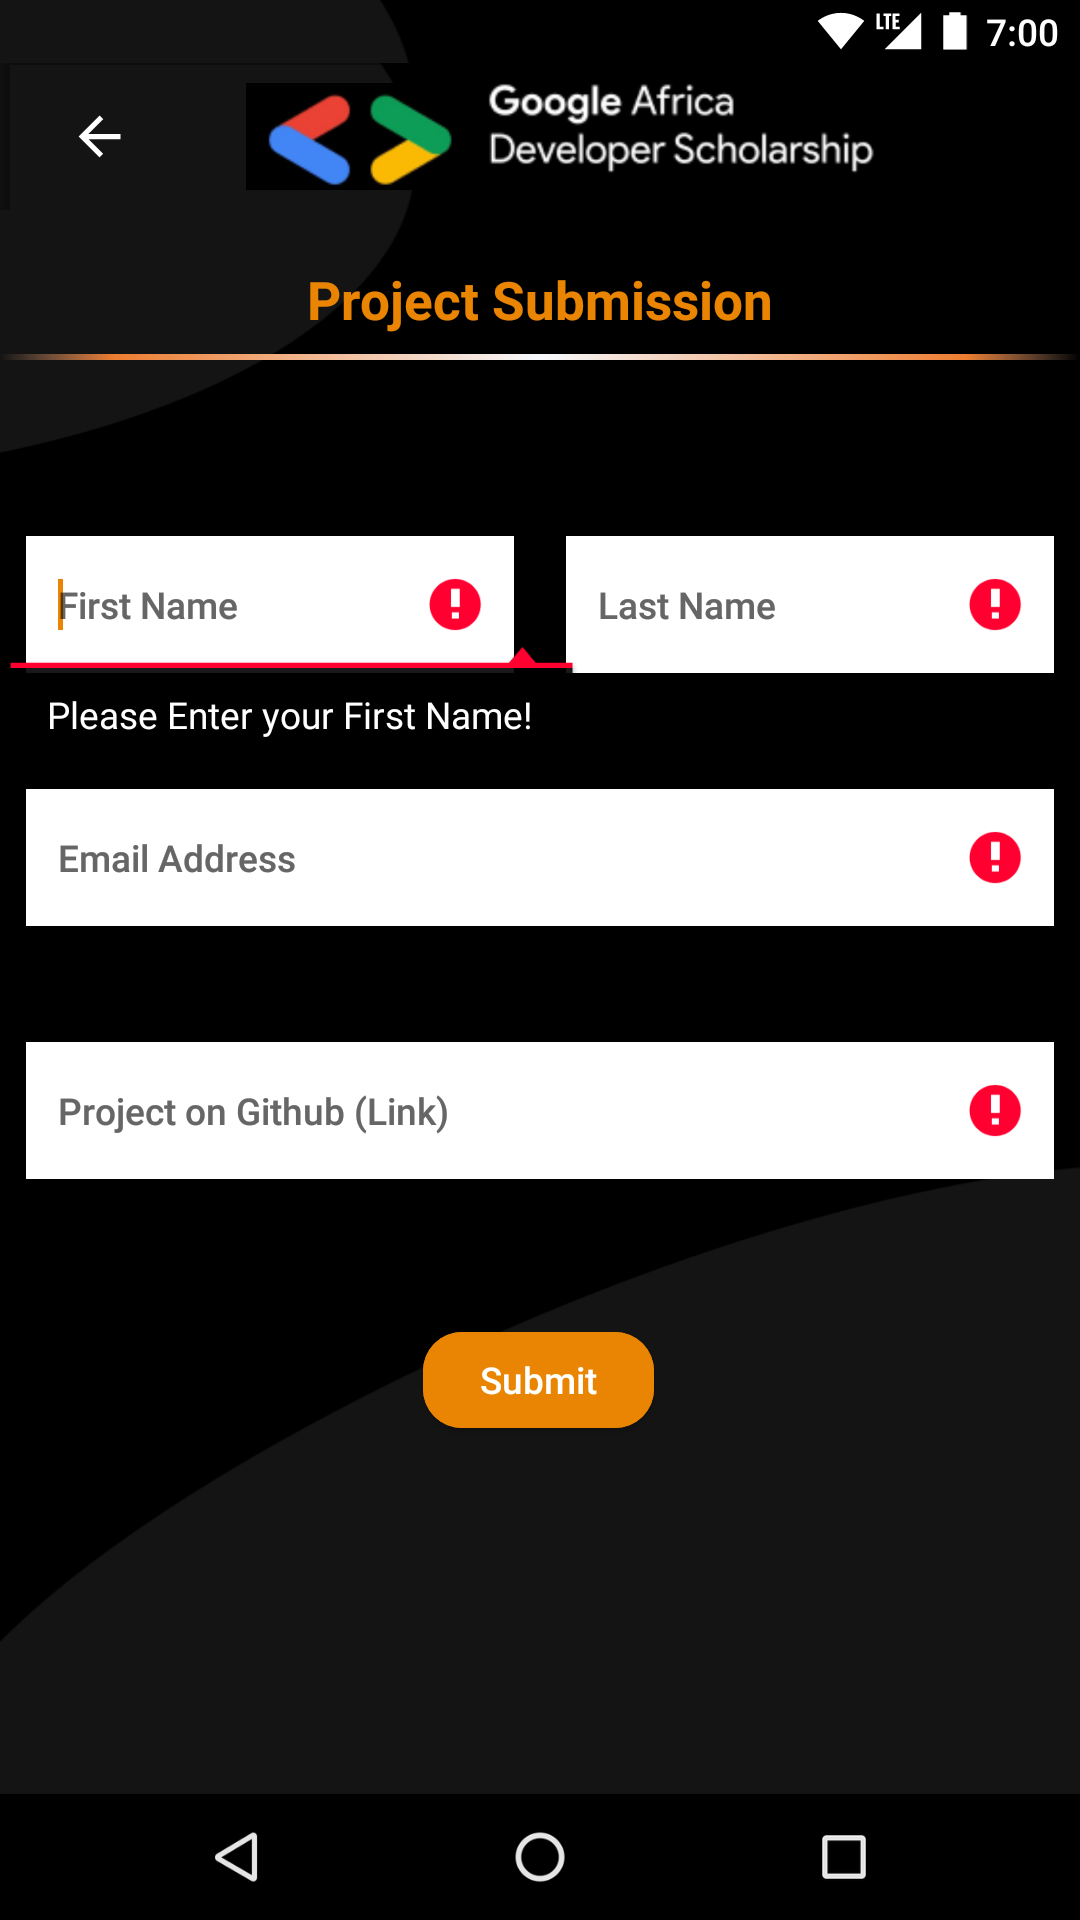 LTE 7:00
Google Africa
Developer Scholarship
Project Submission
First Name
Last Name
Please Enter your First Name!
Email Address
Project on Github (Link)
Submit